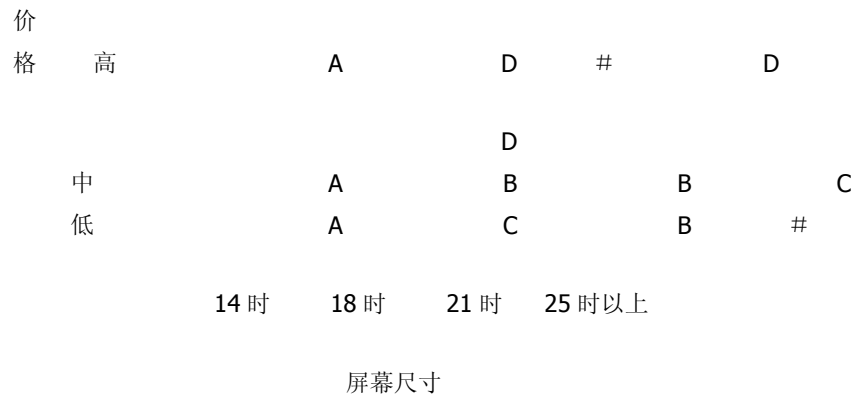 价
格 高 A D # D
D
中 A B B C
低 A C B #
14 吋 18 吋 21 吋 25 吋以上
屏幕尺寸